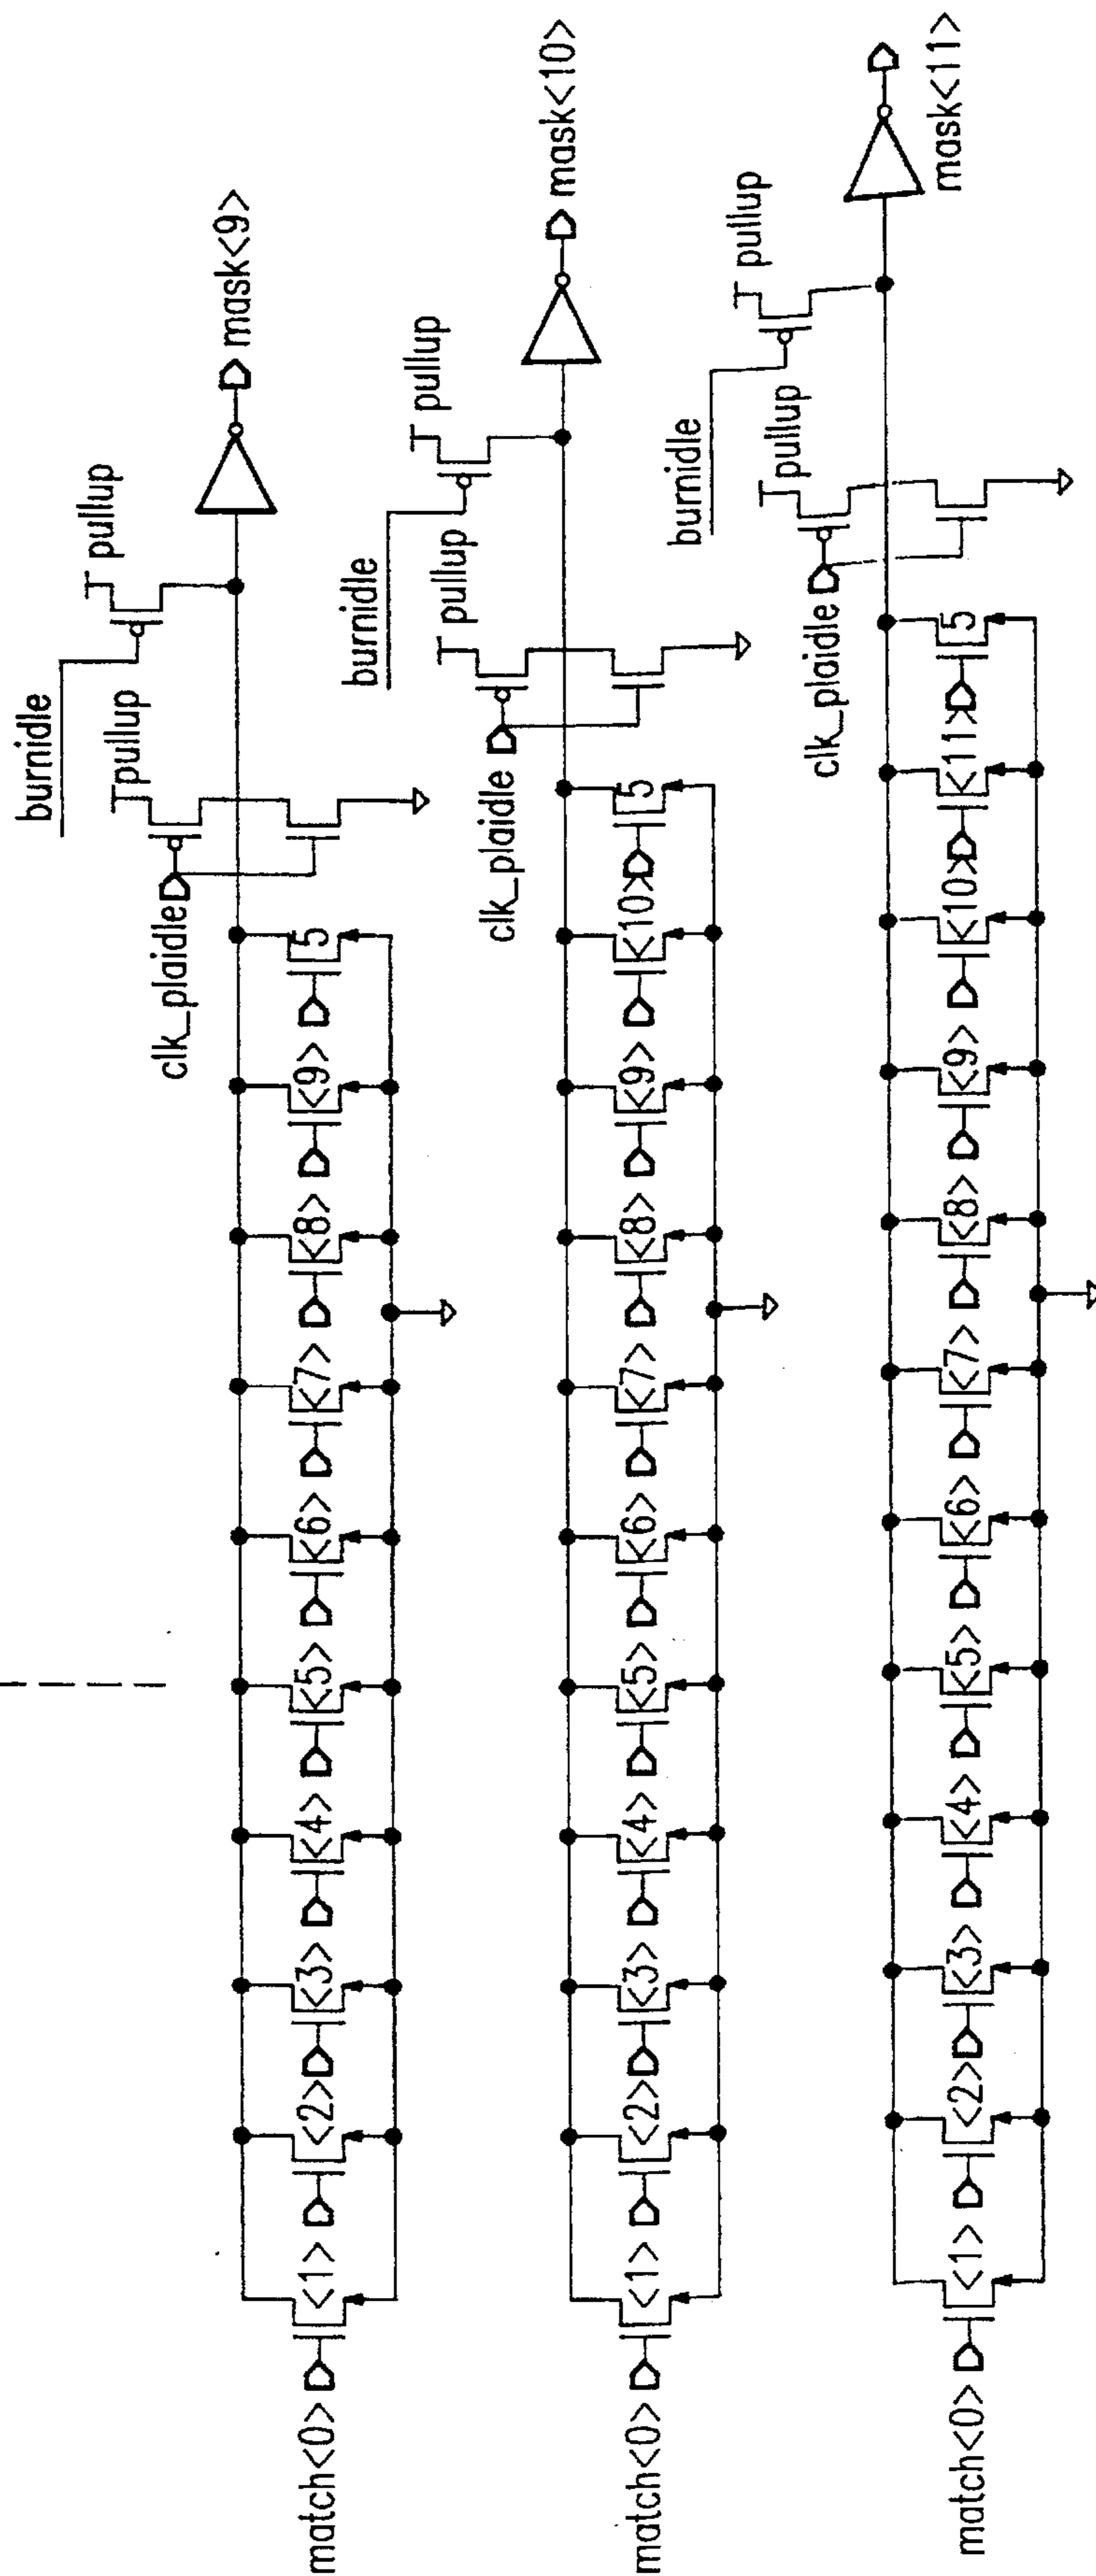 burnidle
pullup
clk_plaidle
pullup
mask<9>
match<0> <1> <2> <3> <4> <5> <6> <7> <8> <9> 5
burnidle
pullup
clk_plaidle
pullup
mask<10>
match<0> <1> <2> <3> <4> <5> <6> <7> <8> <9> <10> 5
burnidle
pullup
clk_plaidle
pullup
mask<11>
match<0> <1> <2> <3> <4> <5> <6> <7> <8> <9> <10> <11> 5